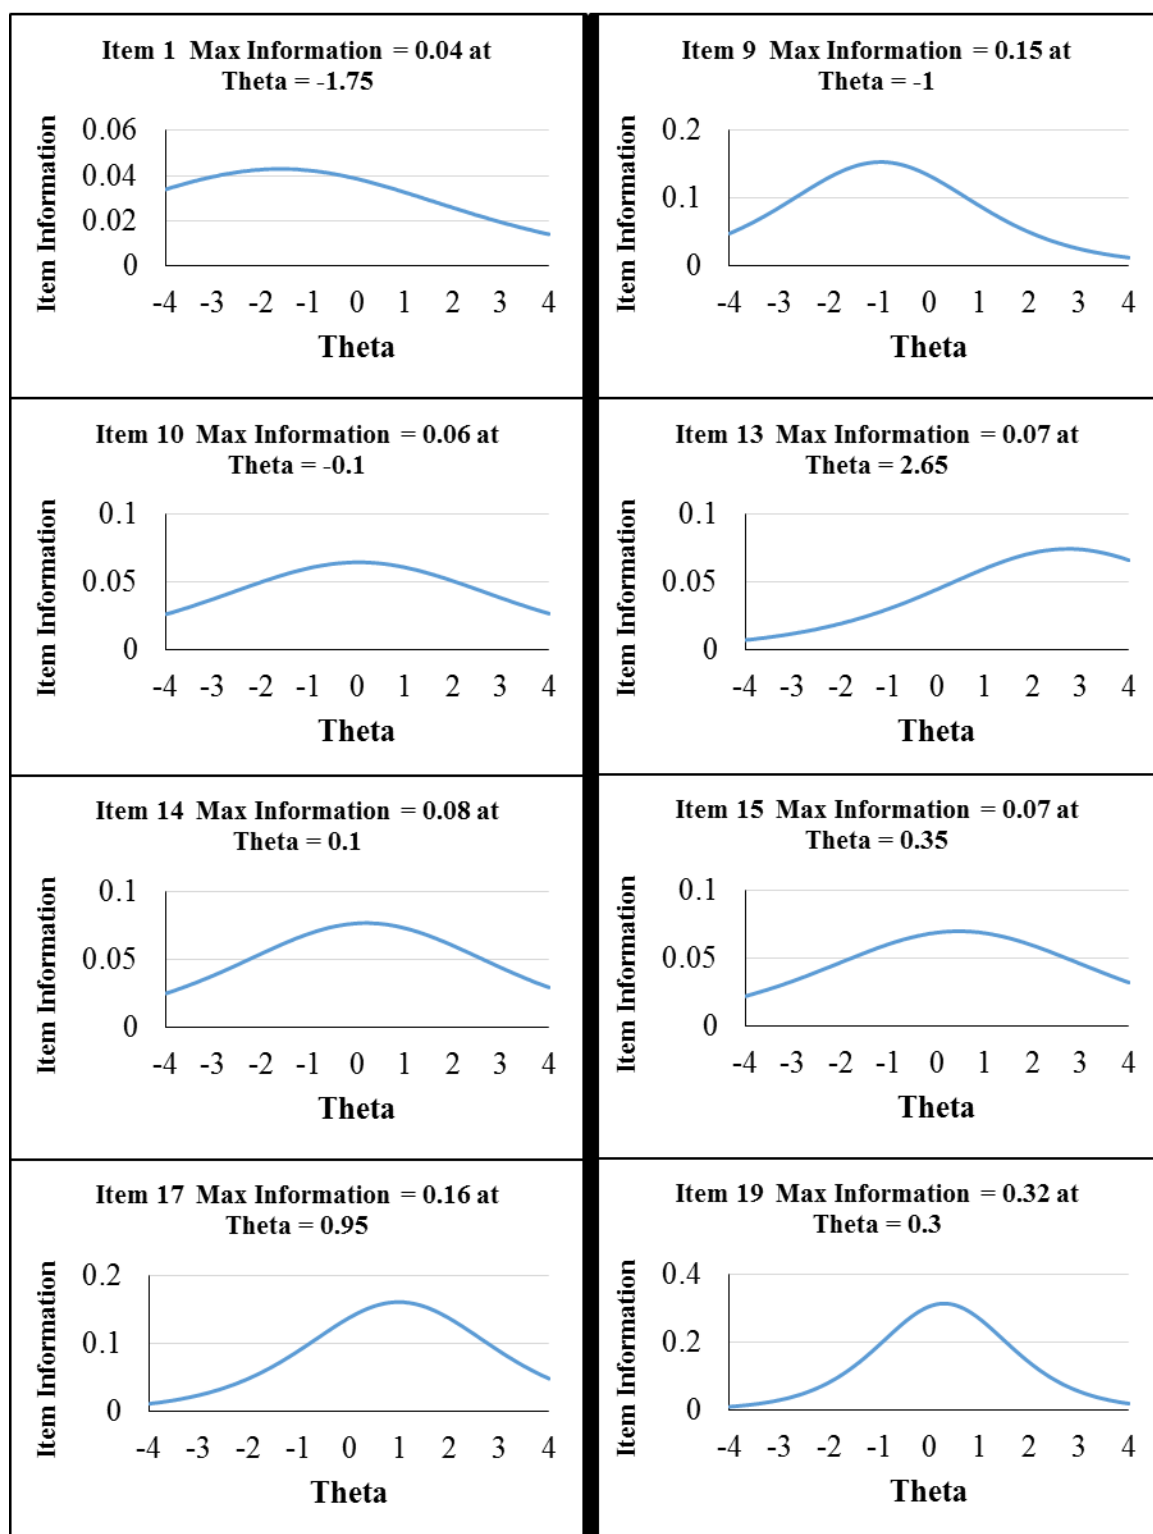 Item 1  Max Information = 0.04 at
Theta = -1.75
Item Information
0.06
0.04
0.02
0
-4 -3 -2 -1 0 1 2 3 4
Theta
Item 9  Max Information = 0.15 at
Theta = -1
Item Information
0.2
0.1
0
-4 -3 -2 -1 0 1 2 3 4
Theta
Item 10  Max Information = 0.06 at
Theta = -0.1
Item Information
0.1
0.05
0
-4 -3 -2 -1 0 1 2 3 4
Theta
Item 13  Max Information = 0.07 at
Theta = 2.65
Item Information
0.1
0.05
0
-4 -3 -2 -1 0 1 2 3 4
Theta
Item 14  Max Information = 0.08 at
Theta = 0.1
Item Information
0.1
0.05
0
-4 -3 -2 -1 0 1 2 3 4
Theta
Item 15  Max Information = 0.07 at
Theta = 0.35
Item Information
0.1
0.05
0
-4 -3 -2 -1 0 1 2 3 4
Theta
Item 17  Max Information = 0.16 at
Theta = 0.95
Item Information
0.2
0.1
0
-4 -3 -2 -1 0 1 2 3 4
Theta
Item 19  Max Information = 0.32 at
Theta = 0.3
Item Information
0.4
0.2
0
-4 -3 -2 -1 0 1 2 3 4
Theta